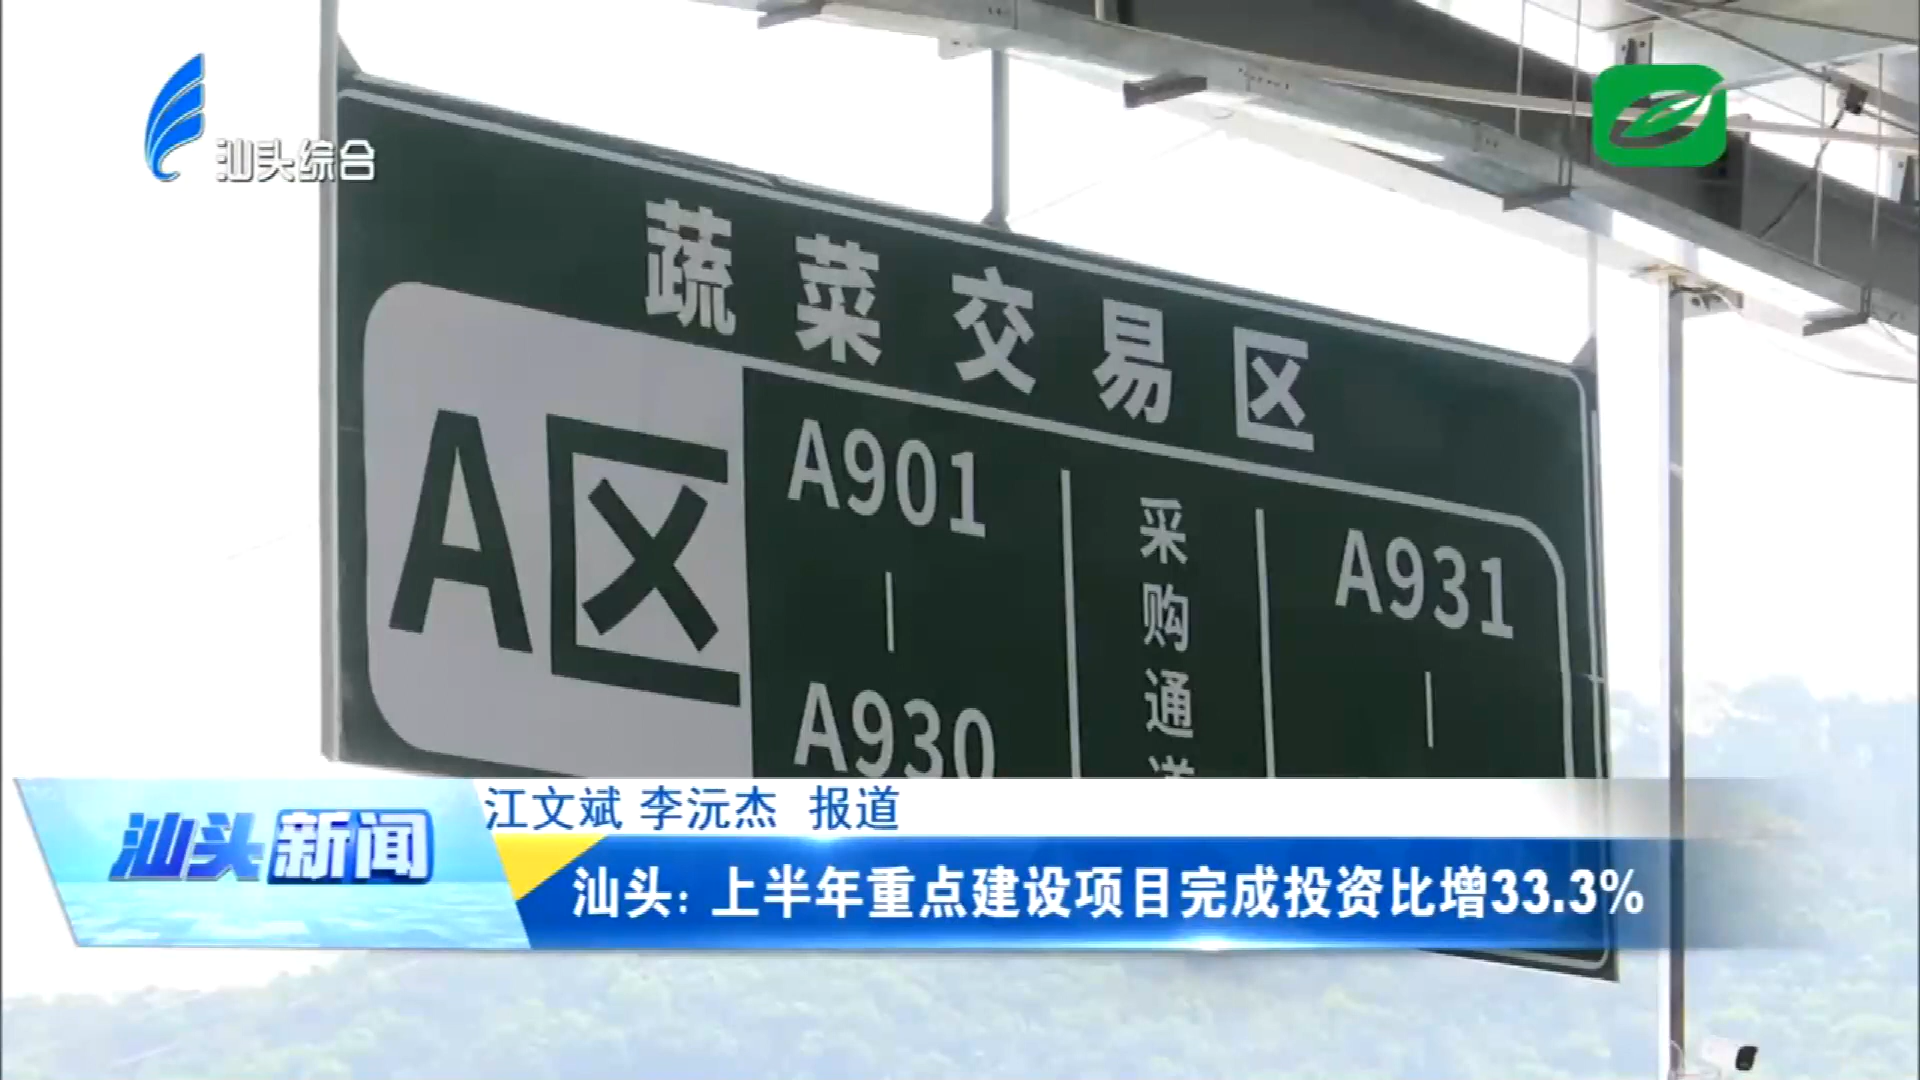 汕头综合
蔬菜交易区
A区
A901
|
A930
采购通道
A931
|
江文斌 李沅杰 报道
汕头新闻
汕头：上半年重点建设项目完成投资比增33.3%